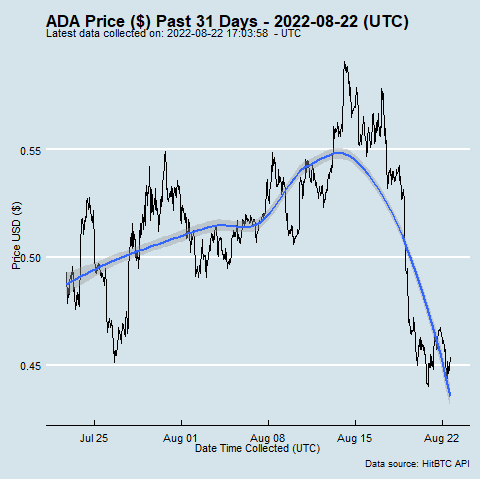 ADA Price ($) Past 31 Days - 2022-08-22 (UTC)
Latest data collected on: 2022-08-22 17:03:58 - UTC
Price USD ($)
0.55
0.50
0.45
Jul 25 Aug 01 Aug 08 Aug 15 Aug 22
Date Time Collected (UTC)
Data source: HitBTC API